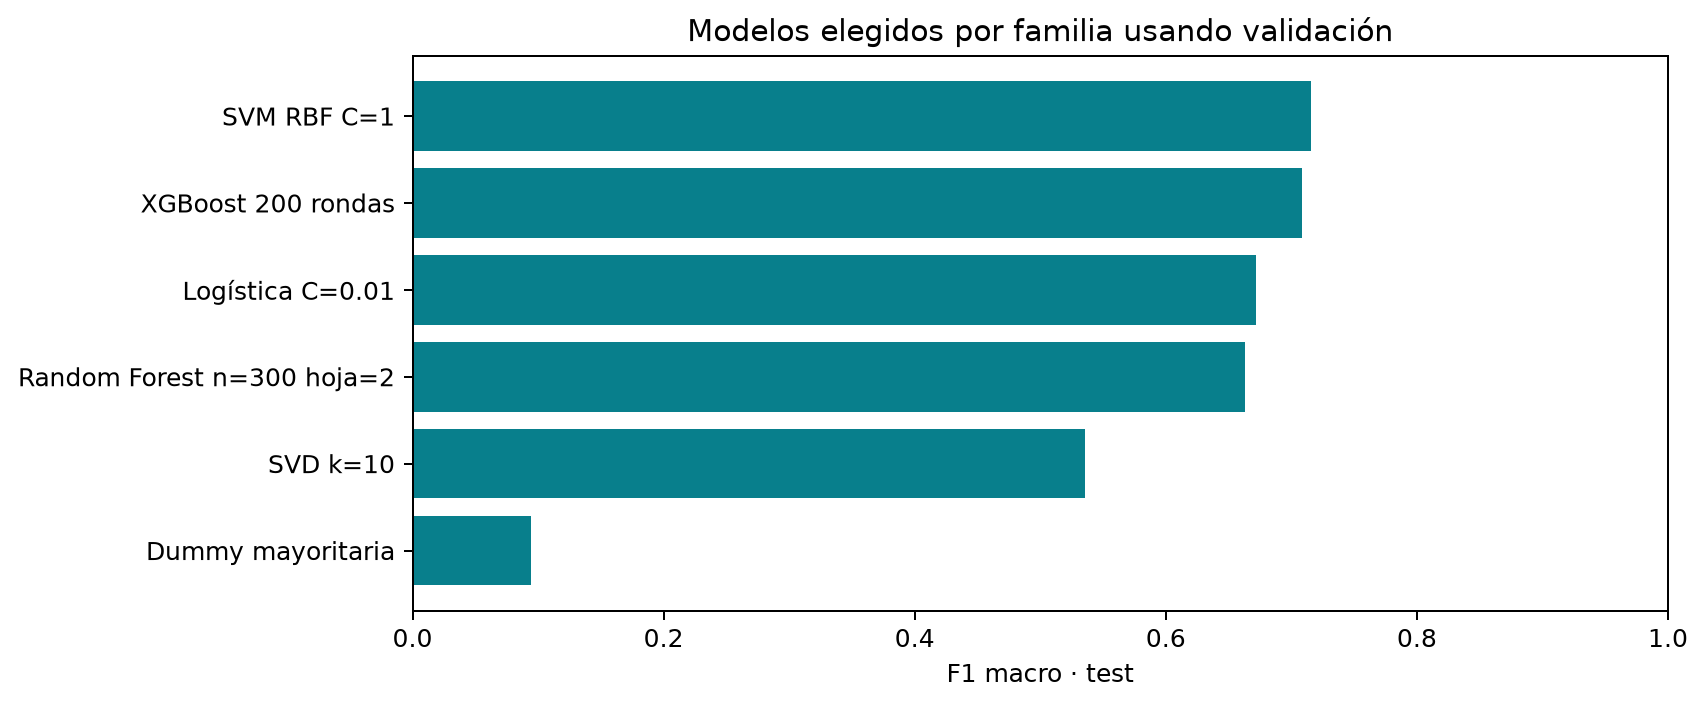 Modelos elegidos por familia usando validación
SVM RBF C=1
XGBoost 200 rondas
Logística C=0.01
Random Forest n=300 hoja=2
SVD k=10
Dummy mayoritaria
0.0 0.2 0.4 0.6 0.8 1.0
F1 macro · test